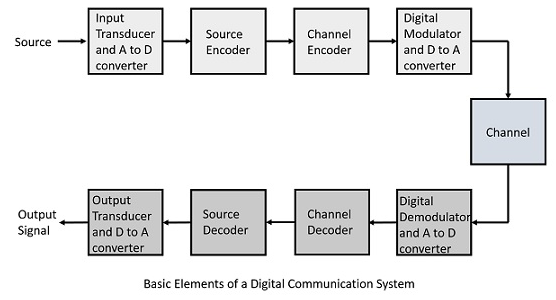 Source
Input
Transducer
and A to D
converter
Source
Encoder
Channel
Encoder
Digital
Modulator
and D to A
converter
Channel
Output
Signal
Output
Transducer
and D to A
converter
Source
Decoder
Channel
Decoder
Digital
Demodulator
and A to D
converter
Basic Elements of a Digital Communication System